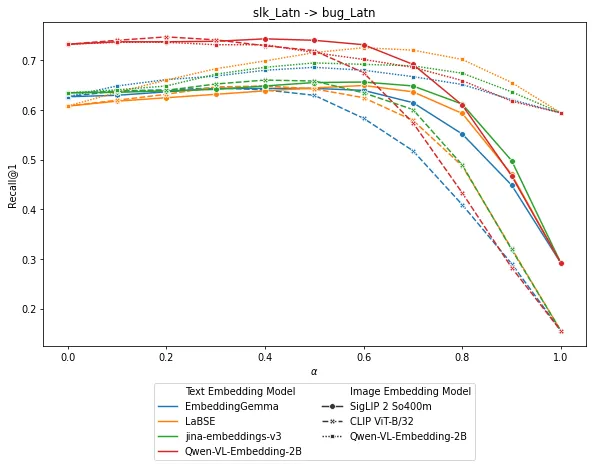 slk_Latn -> bug_Latn
Recall@1
0.7
0.6
0.5
0.4
0.3
0.2
0.0 0.2 0.4 0.6 0.8 1.0
α
Text Embedding Model Image Embedding Model
EmbeddingGemma SigLIP 2 So400m
LaBSE CLIP ViT-B/32
jina-embeddings-v3 Qwen-VL-Embedding-2B
Qwen-VL-Embedding-2B